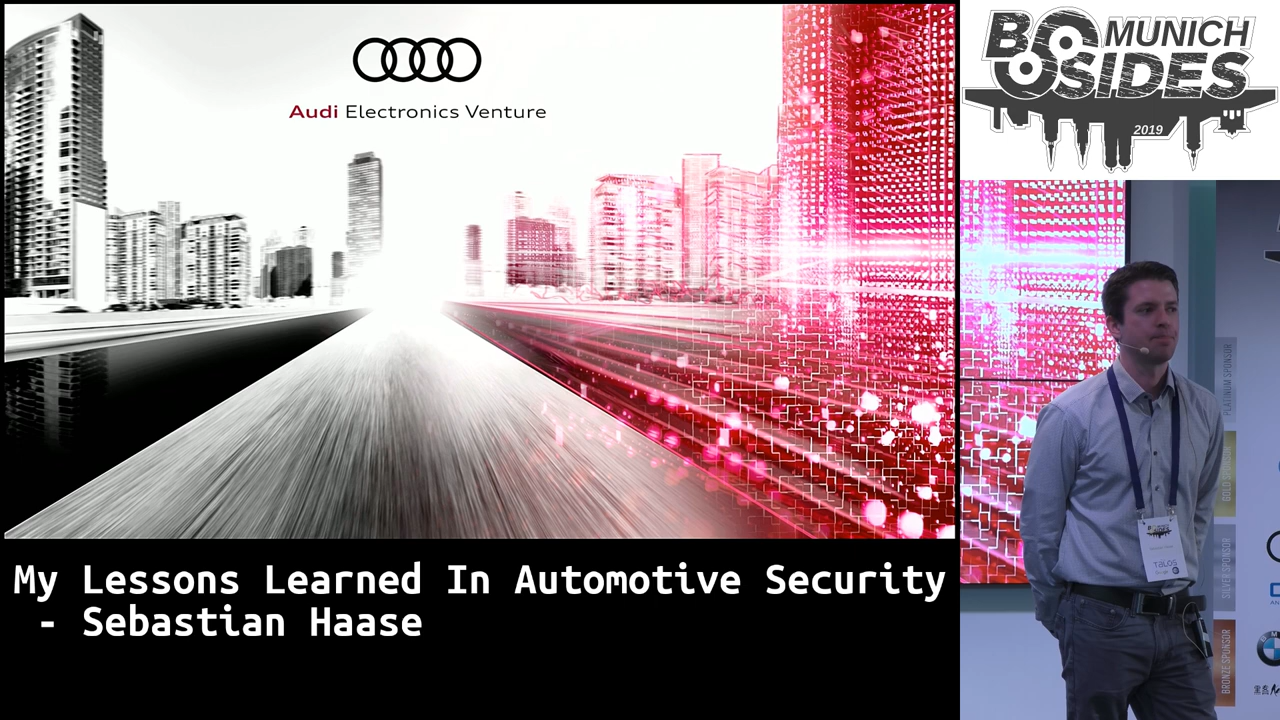 Audi Electronics Venture
BSIDES MUNICH
2019
My Lessons Learned In Automotive Security
- Sebastian Haase
PLATINUM SPONSOR
GOLD SPONSOR
SILVER SPONSOR
BRONZE SPONSOR
TaLOS